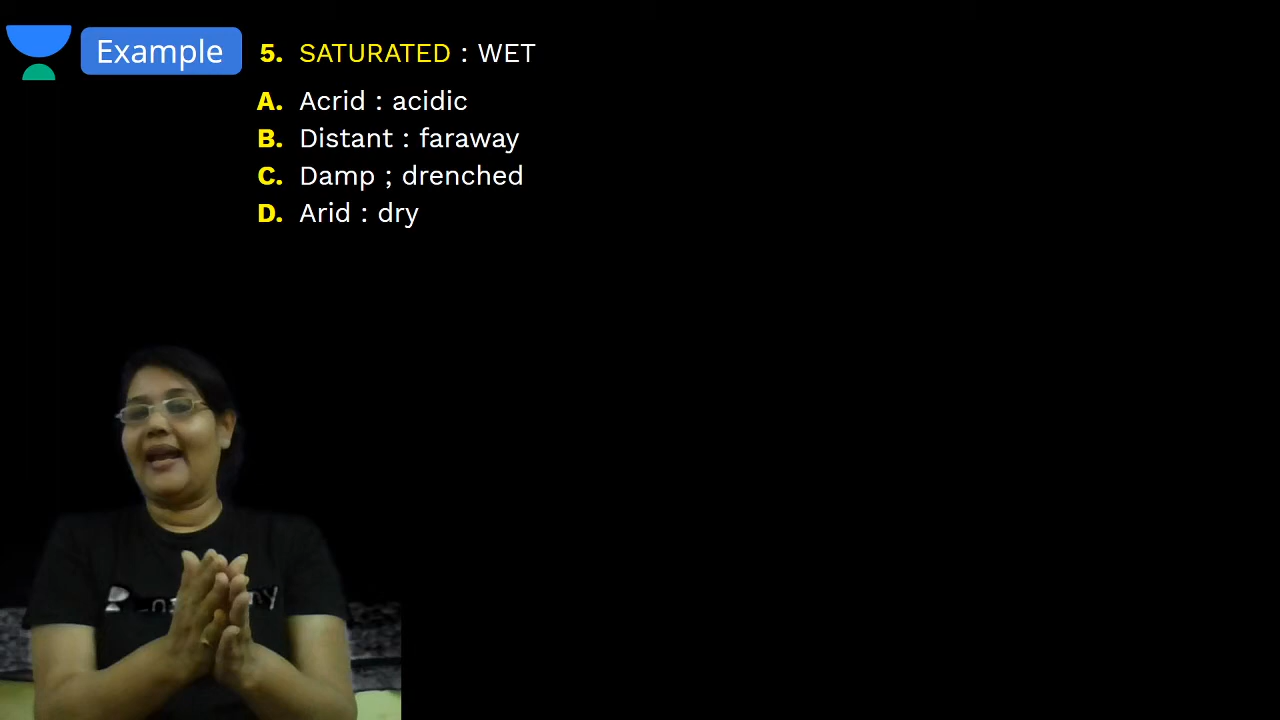 Example 5. SATURATED : WET
A. Acrid : acidic
B. Distant : faraway
C. Damp ; drenched
D. Arid : dry